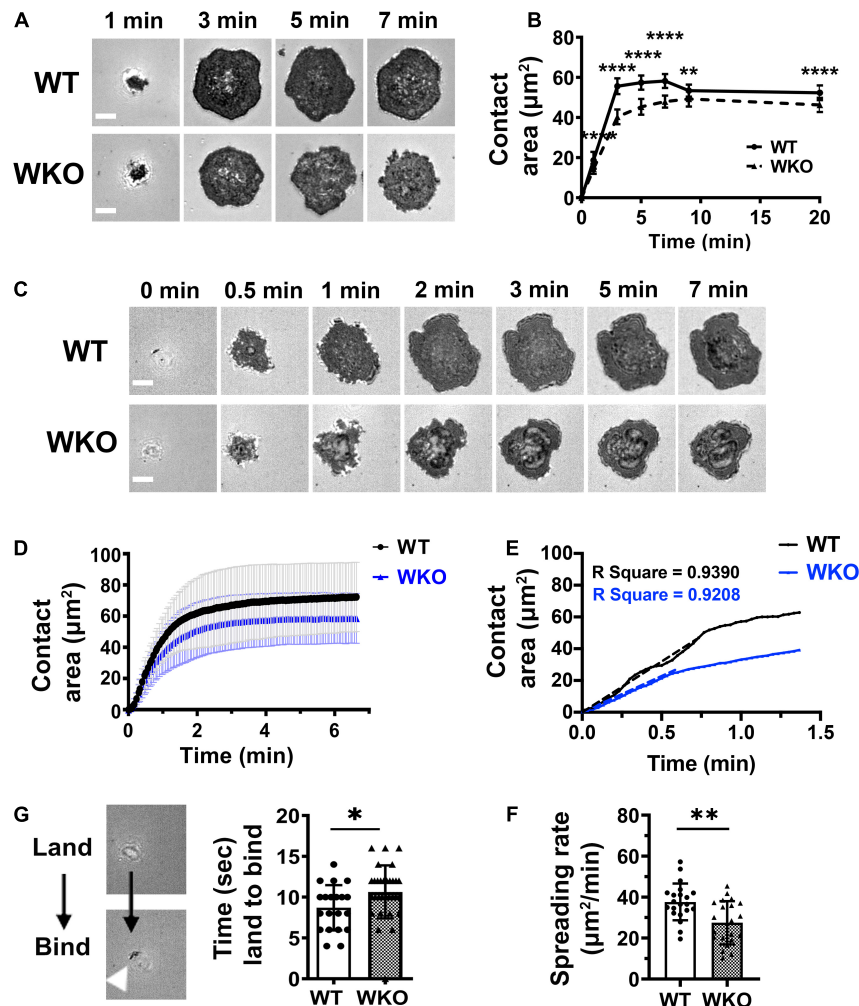 A
1 min 3 min 5 min 7 min
WT
WKO
B
Contact
area (µm²)
80
60
40
20
0
****
****
****
****
**
****
WT
WKO
0 5 10 15 20
Time (min)
C
0 min 0.5 min 1 min 2 min 3 min 5 min 7 min
WT
WKO
D
Contact
area (µm²)
100
80
60
40
20
0
WT
WKO
0 2 4 6
Time (min)
E
Contact
area (µm²)
100
80
60
40
20
0
R Square = 0.9390
R Square = 0.9208
WT
WKO
0.0 0.5 1.0 1.5
Time (min)
G
Land
Bind
Time (sec)
land to bind
20
15
10
5
0
*
WT WKO
F
Spreading rate
(µm²/min)
80
60
40
20
0
**
WT WKO